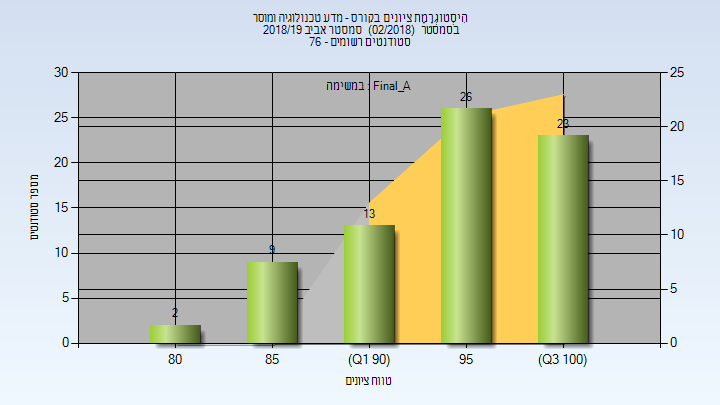 היסטוגרמת ציונים בקורס - מדע טכנולוגיה ומוסר
בסמסטר (02/2018) סמסטר אביב 2018/19
סטודנטים רשומים - 76
במשימה : Final_A
מספר סטודנטים
30
25
20
15
10
5
0
25
20
15
10
5
0
2
9
13
26
23
80
85
(Q1 90)
95
(Q3 100)
טווח ציונים